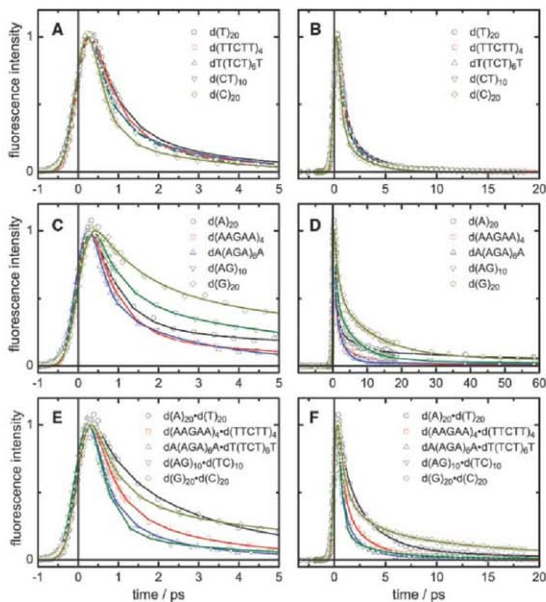 A
d(T)20
d(TTCTT)4
dT(TCT)6T
d(CT)10
d(C)20
fluorescence intensity
1
0
-1 0 1 2 3 4 5
B
d(T)20
d(TTCTT)4
dT(TCT)6T
d(CT)10
d(C)20
0 5 10 15 20
C
d(A)20
d(AAGAA)4
dA(AGA)6A
d(AG)10
d(G)20
fluorescence intensity
1
0
-1 0 1 2 3 4 5
D
d(A)20
d(AAGAA)4
dA(AGA)6A
d(AG)10
d(G)20
0 10 20 30 40 50 60
E
d(A)20•d(T)20
d(AAGAA)4•d(TTCTT)4
dA(AGA)6A•dT(TCT)6T
d(AG)10•d(TC)10
d(G)20•d(C)20
fluorescence intensity
1
0
-1 0 1 2 3 4 5
time / ps
F
d(A)20•d(T)20
d(AAGAA)4•d(TTCTT)4
dA(AGA)6A•dT(TCT)6T
d(AG)10•d(TC)10
d(G)20•d(C)20
0 5 10 15 20
time / ps